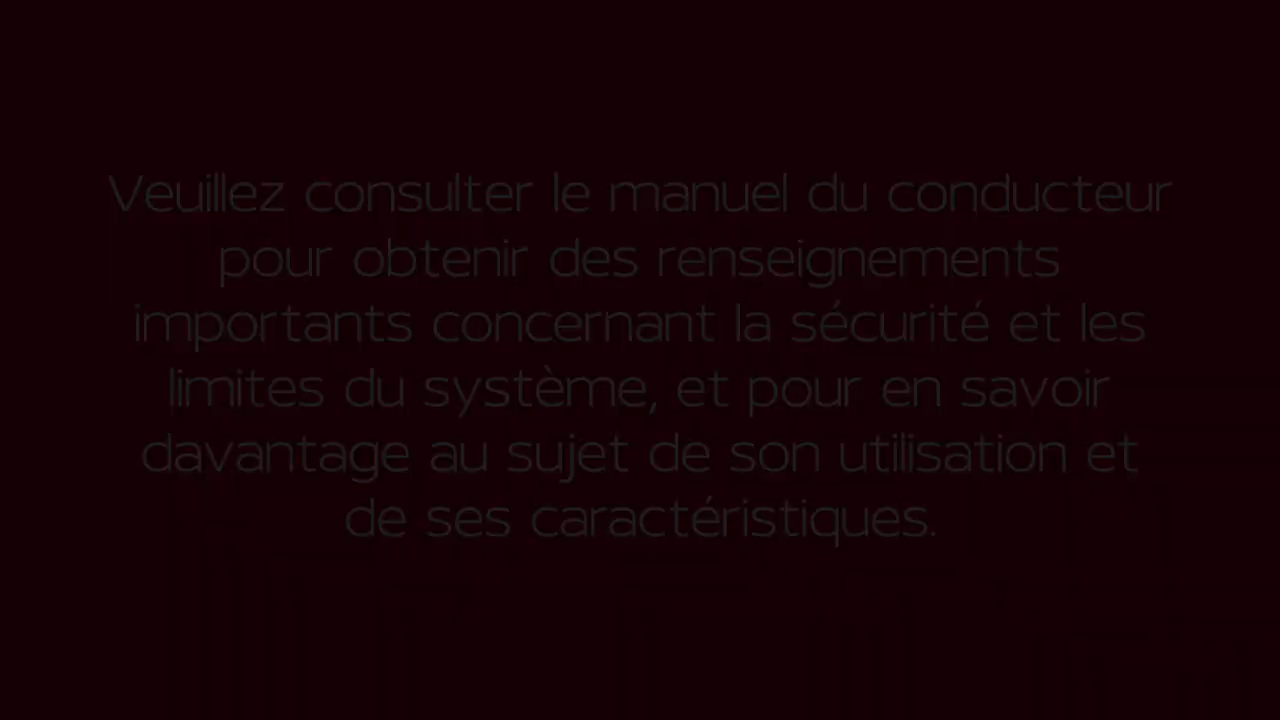 Veuillez consulter le manuel du conducteur
pour obtenir des renseignements
importants concernant la sécurité et les
limites du système, et pour en savoir
davantage au sujet de son utilisation et
de ses caractéristiques.